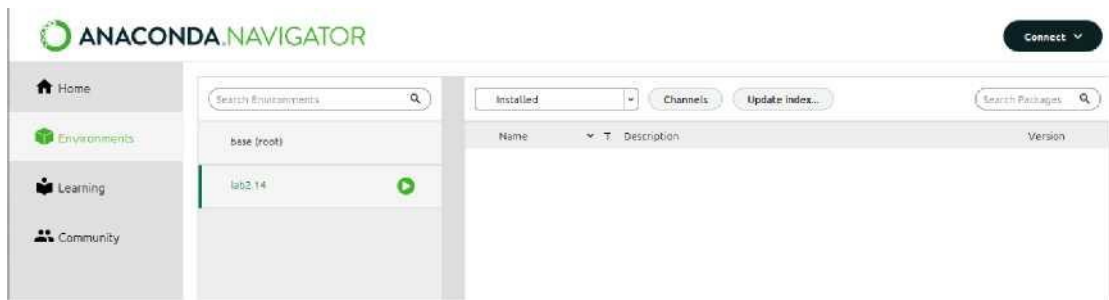 ANACONDA.NAVIGATOR
Connect
Home
Environments
Learning
Community
Search Environments
base (root)
lab2.14
Installed
Channels
Update index...
Search Packages
Name
T
Description
Version